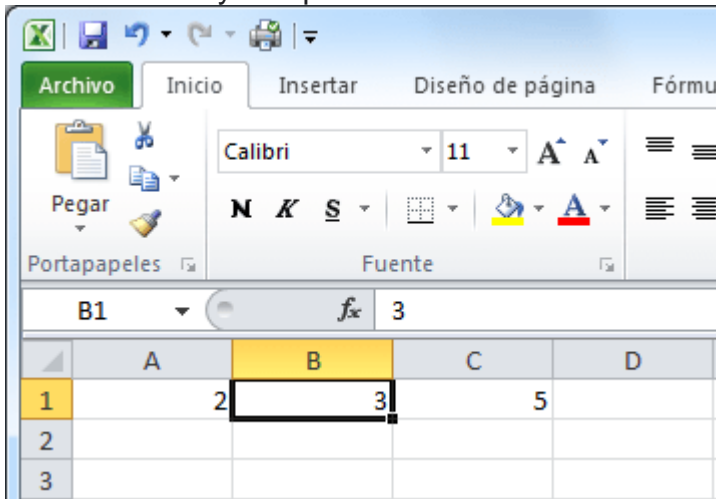 Archivo Inicio Insertar Diseño de página
Calibri 11 A A
Pegar N K S A
Portapapeles Fuente
B1 fx 3
A B C D
1 2 3 5
2
3